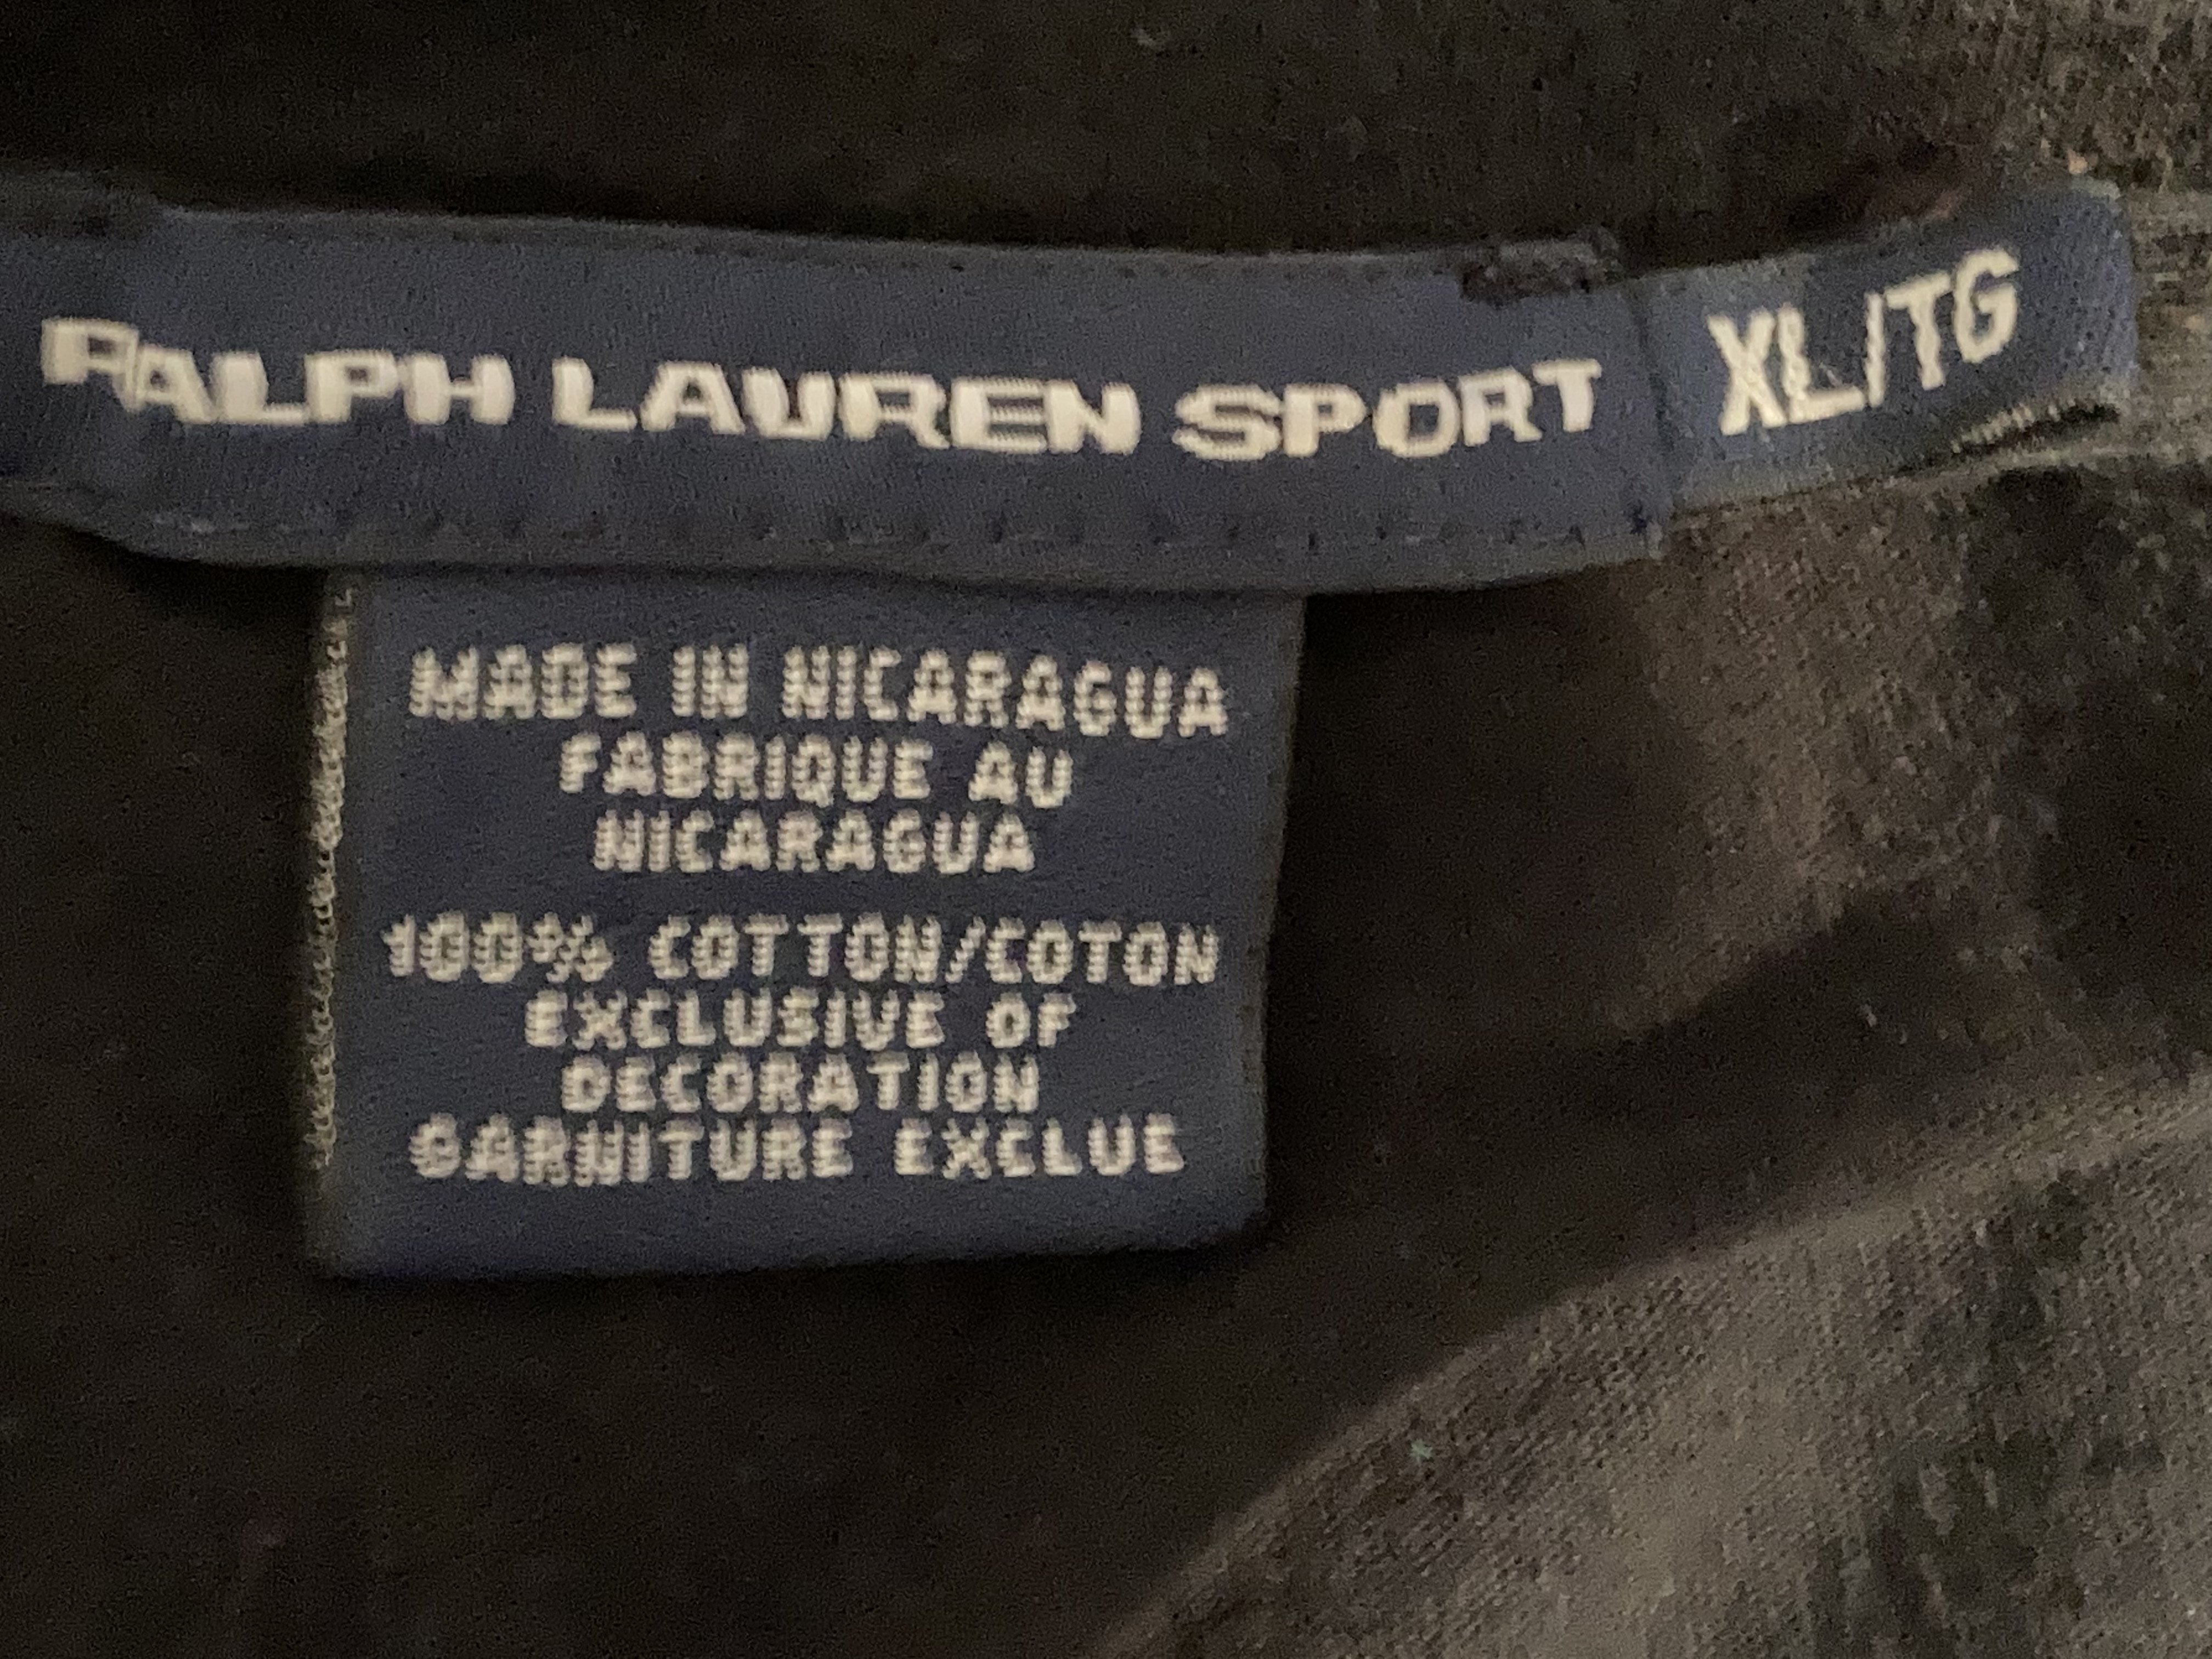 RALPH LAUREN SPORT XL/TG
MADE IN NICARAGUA
FABRIQUE AU
NICARAGUA
100% COTTON/COTON
EXCLUSIVE OF
DECORATION
GARNITURE EXCLUE